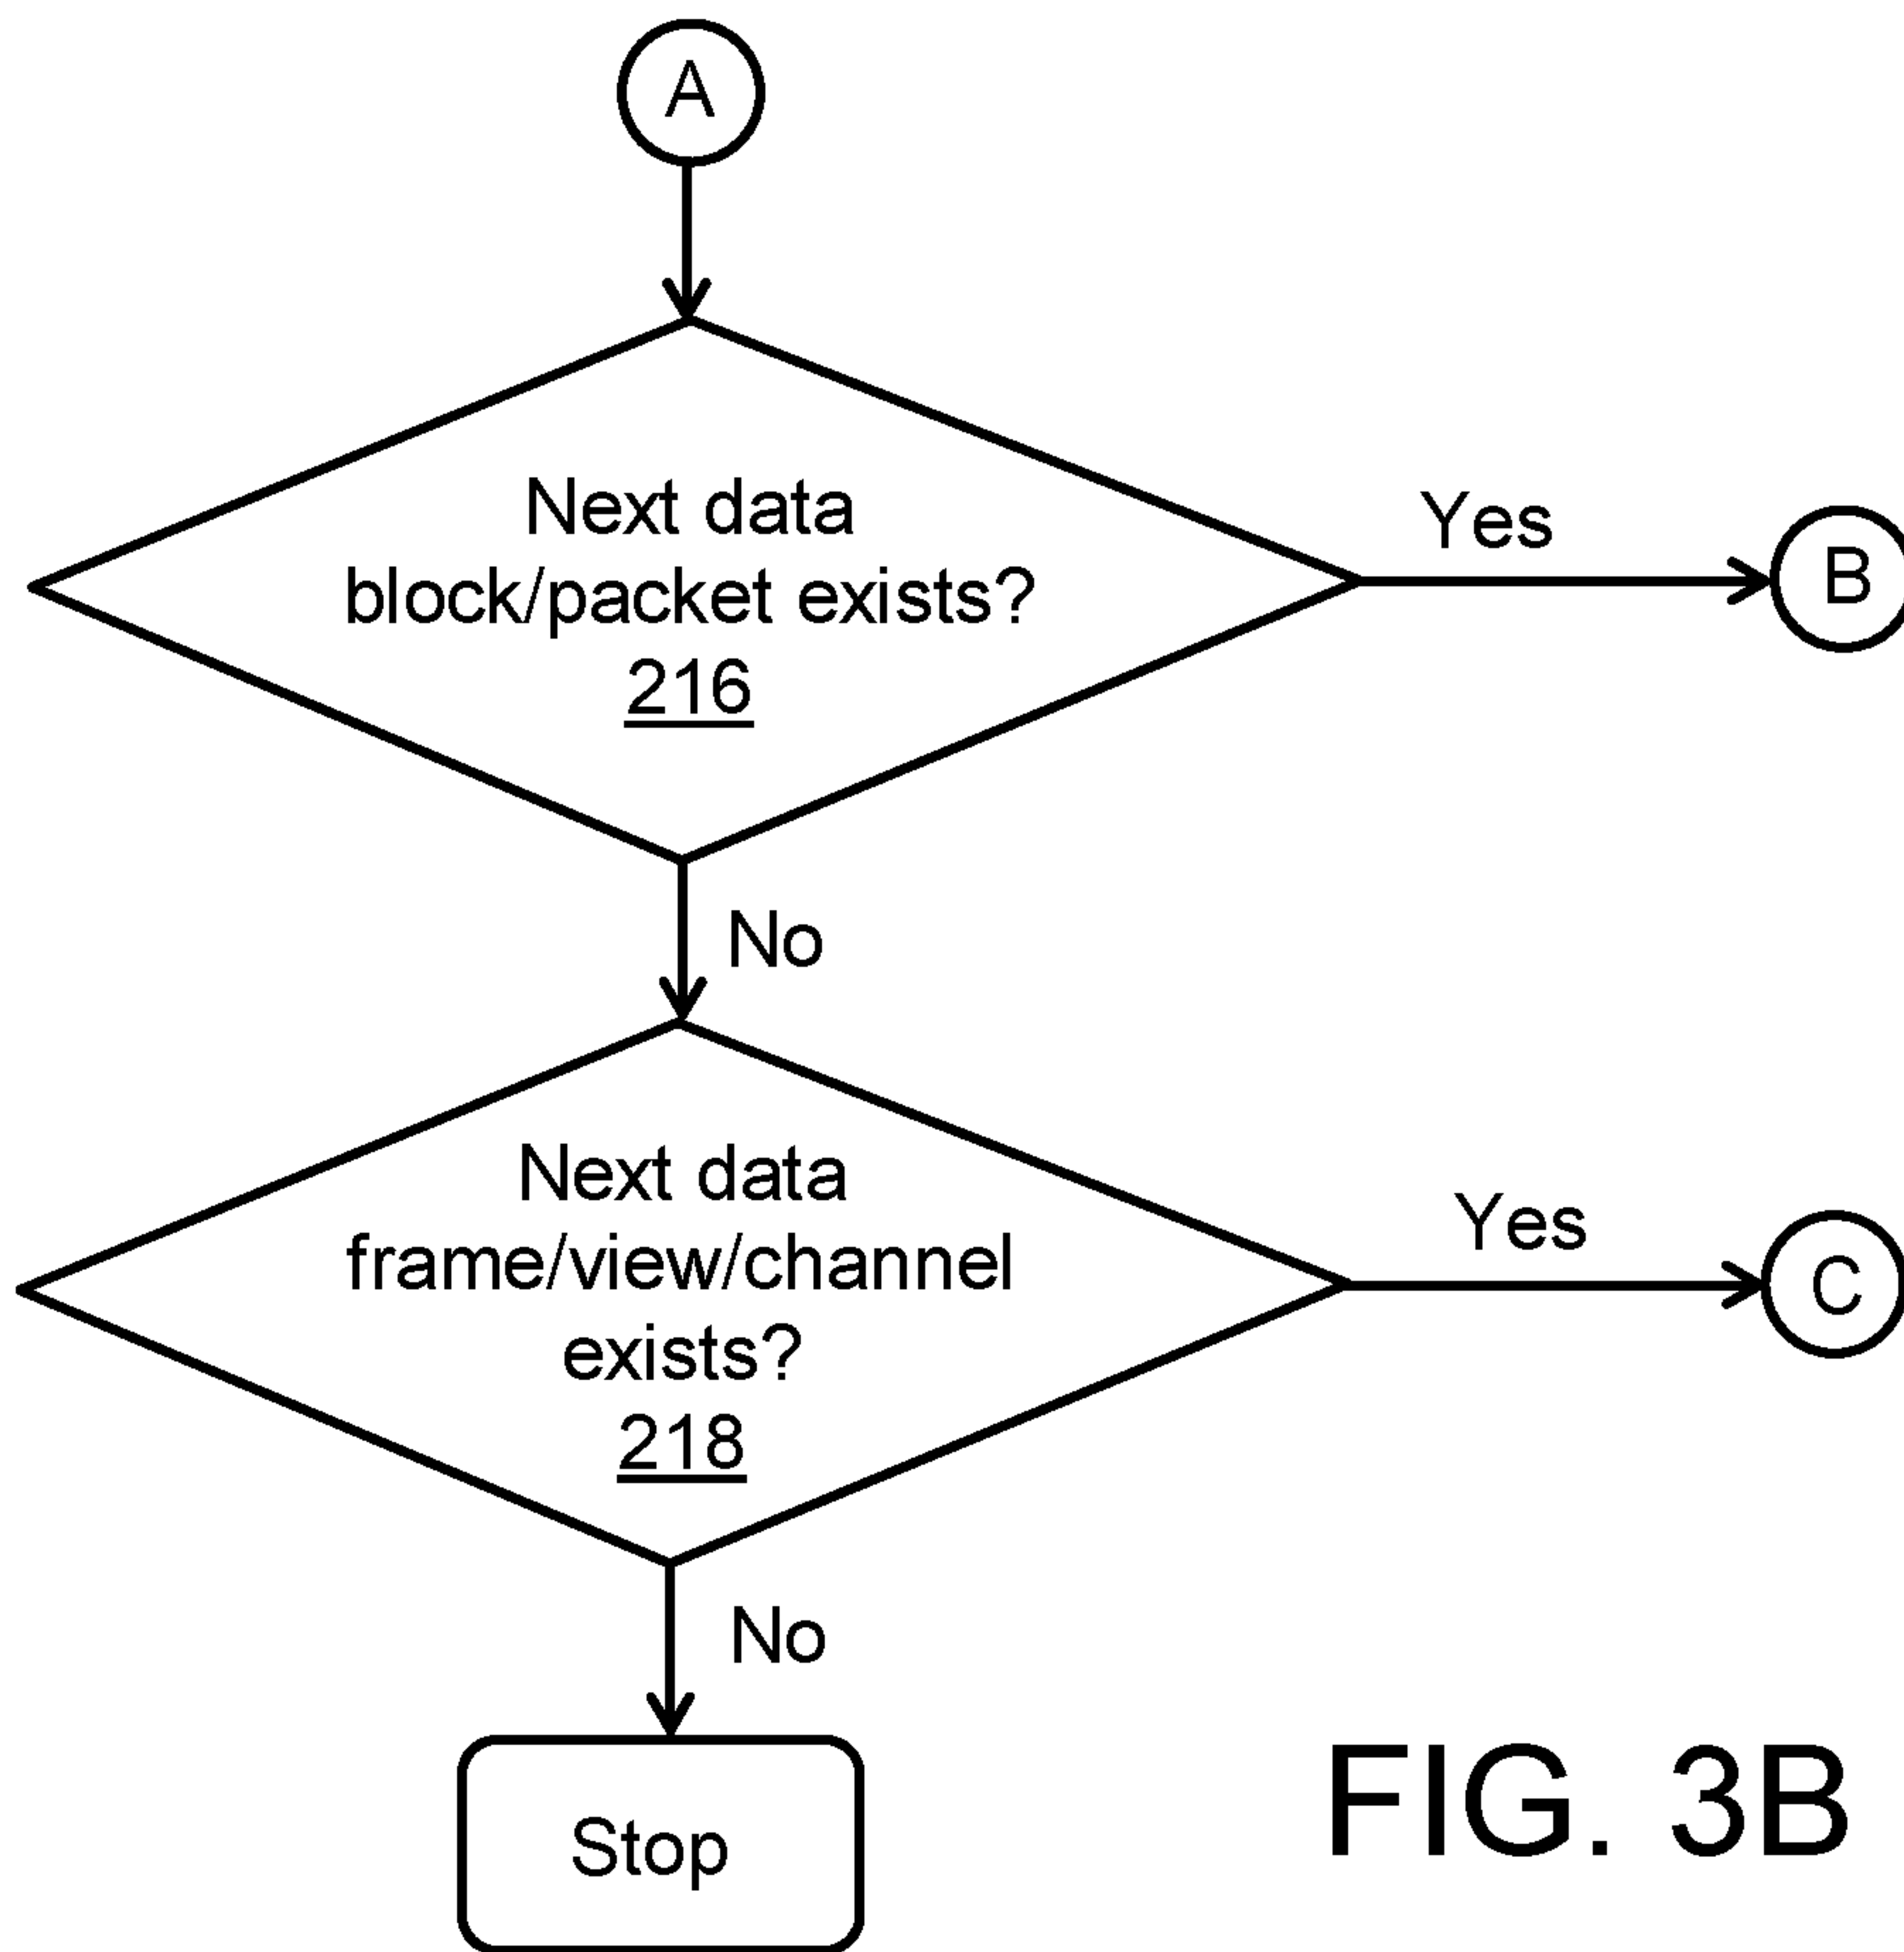 A
Next data
block/packet exists?
216
Yes
B
No
Next data
frame/view/channel
exists?
218
Yes
C
No
Stop
FIG. 3B